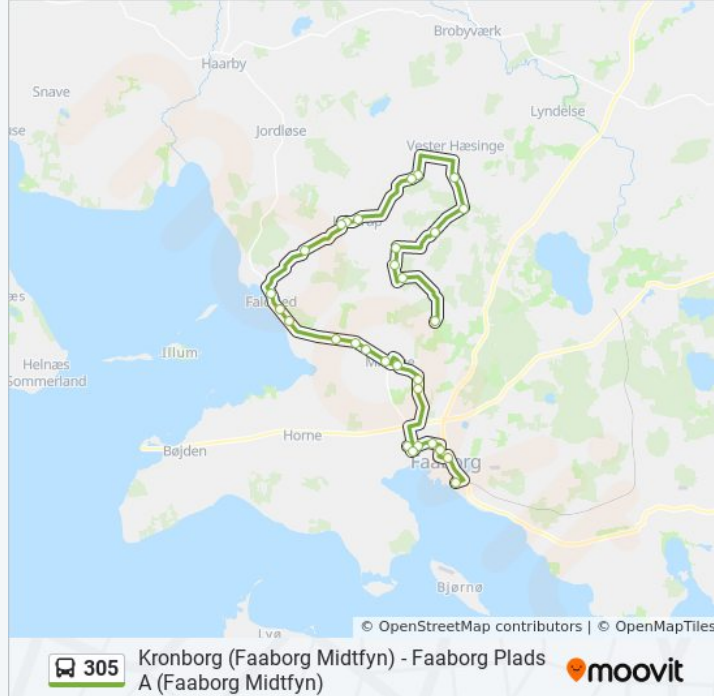 Brobyværk
Haarby
Snave
Lyndelse
Jordløse
Vester Hæsinge
Faldsled
Illum
Helnæs
Sommerland
Horne
Bøjden
Faaborg
Bjørnø
Lyø
© OpenStreetMap contributors | © OpenMapTiles
305
Kronborg (Faaborg Midtfyn) - Faaborg Plads
A (Faaborg Midtfyn)
moovit